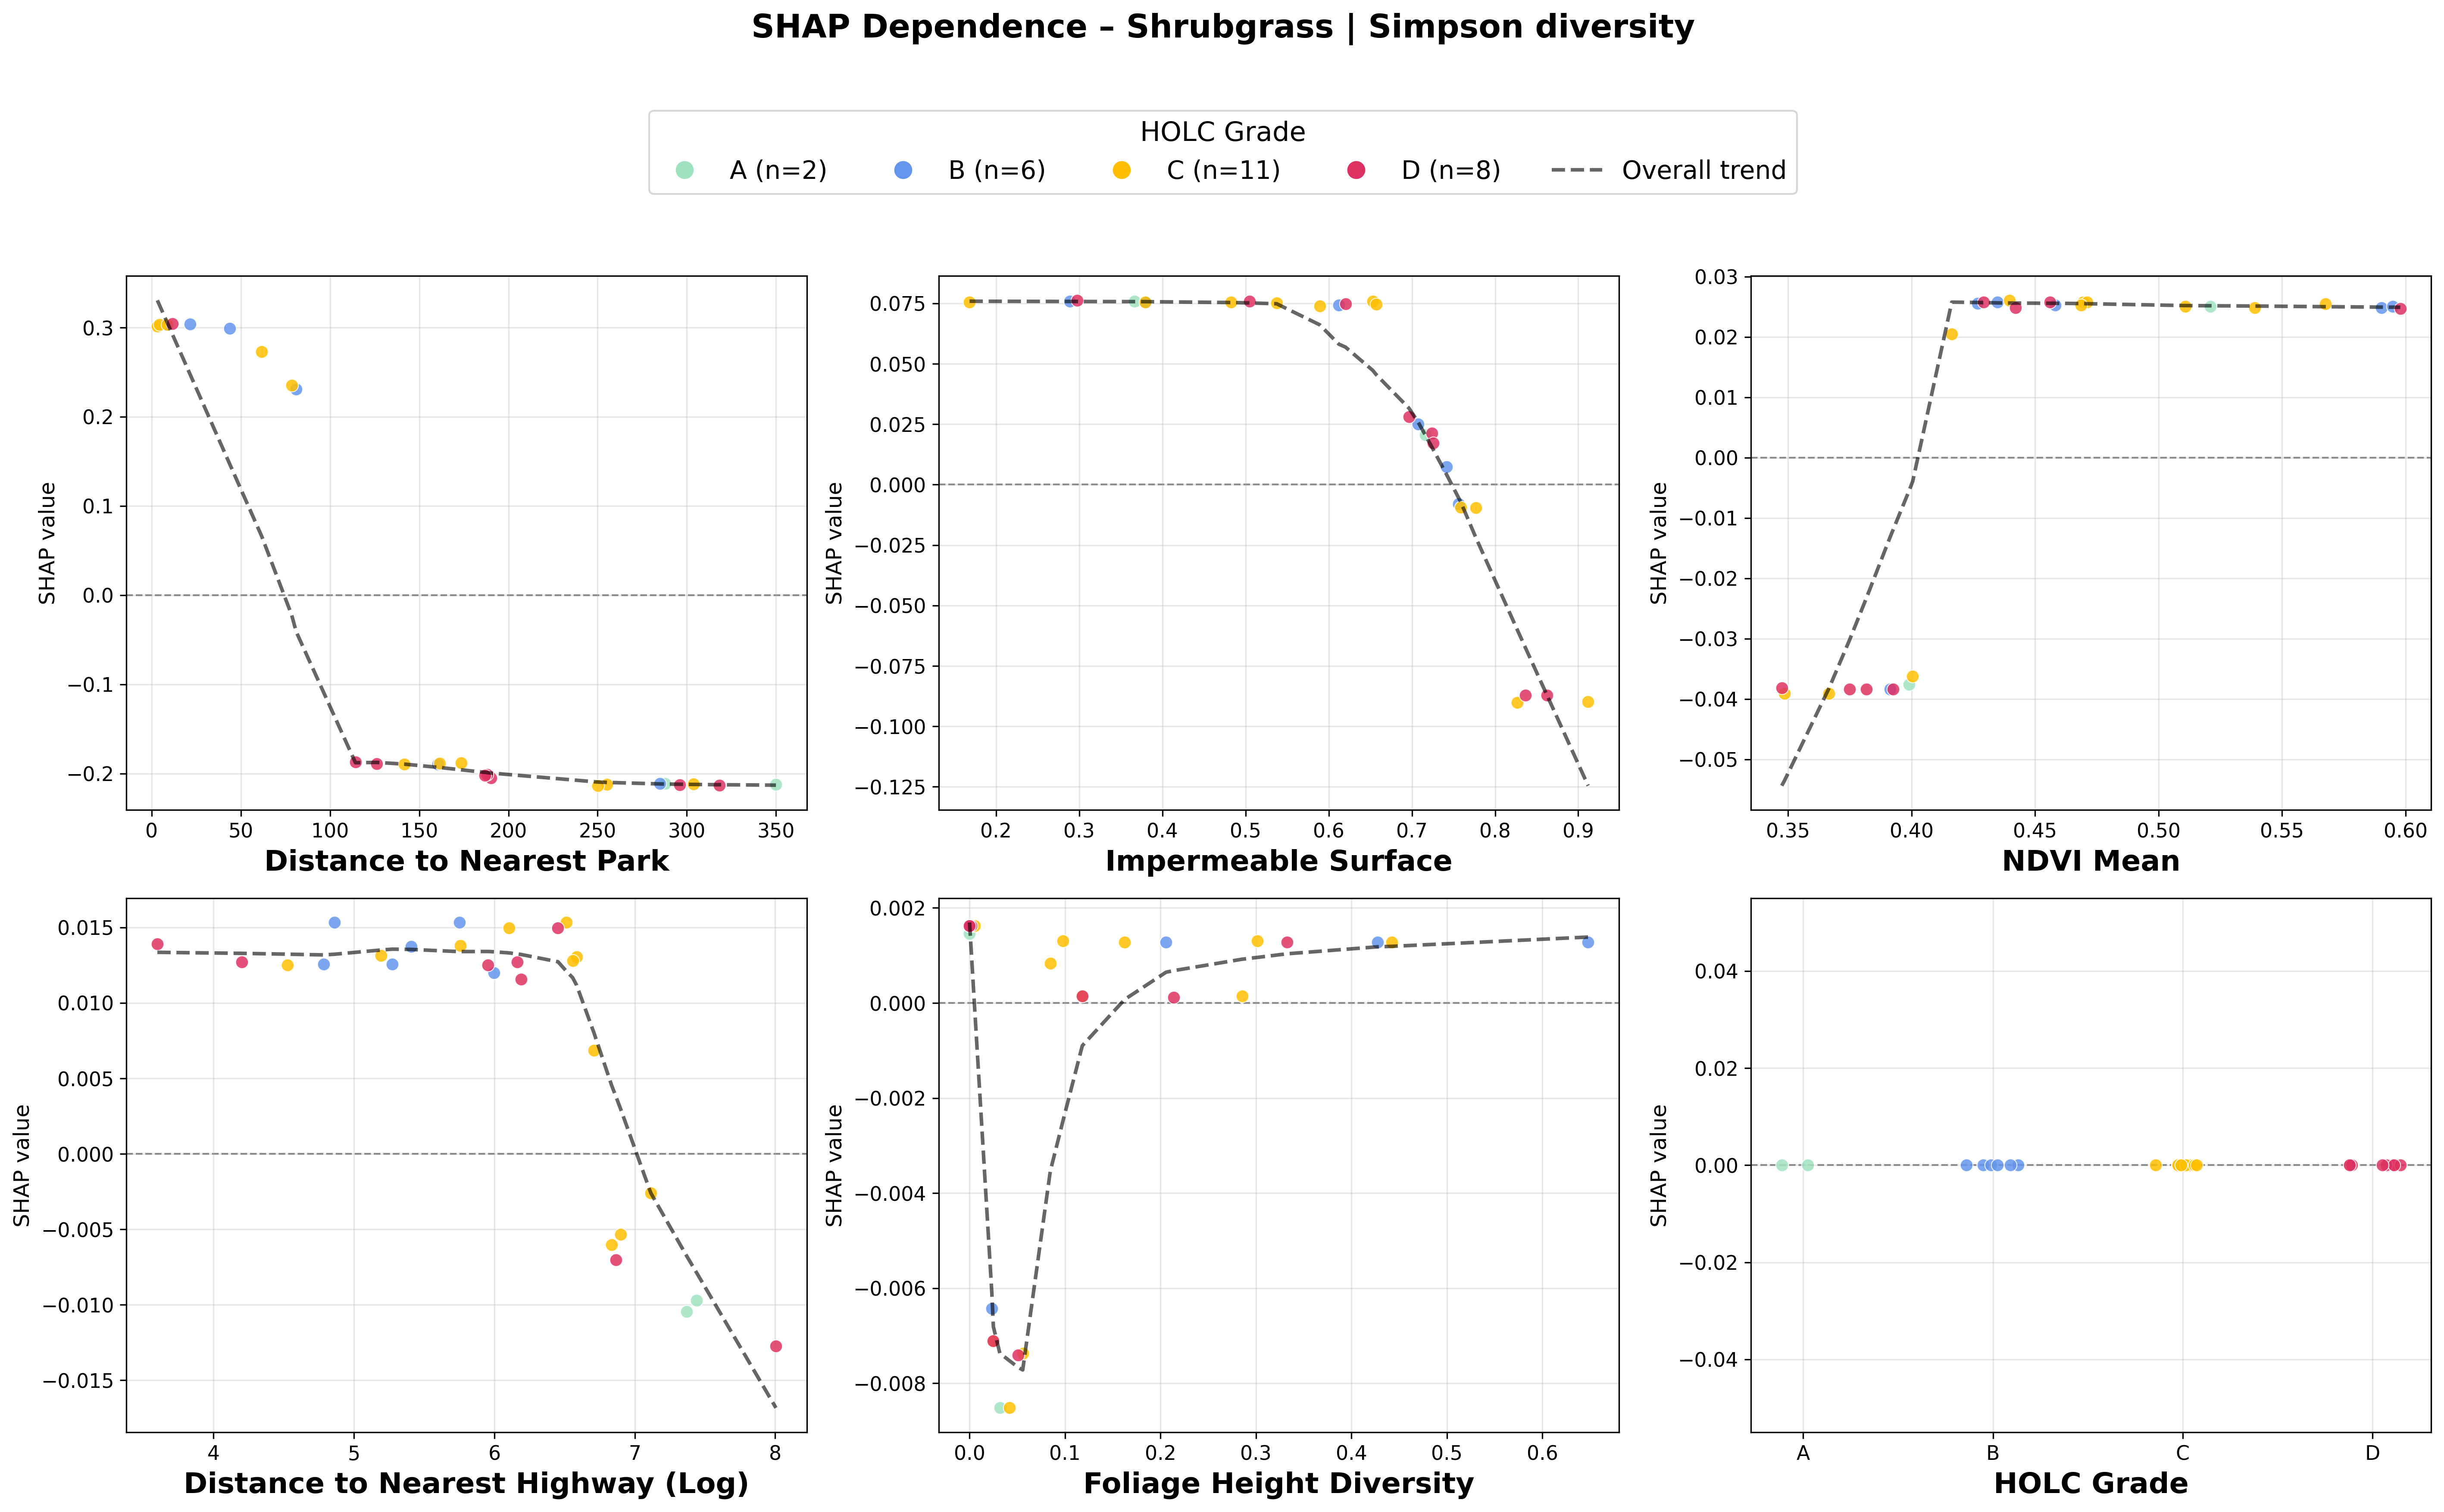 SHAP Dependence – Shrubgrass | Simpson diversity
HOLC Grade
A (n=2) B (n=6) C (n=11) D (n=8) Overall trend
SHAP value
0.3
0.2
0.1
0.0
−0.1
−0.2
0 50 100 150 200 250 300 350
Distance to Nearest Park
SHAP value
0.075
0.050
0.025
0.000
−0.025
−0.050
−0.075
−0.100
−0.125
0.2 0.3 0.4 0.5 0.6 0.7 0.8 0.9
Impermeable Surface
SHAP value
0.03
0.02
0.01
0.00
−0.01
−0.02
−0.03
−0.04
−0.05
0.35 0.40 0.45 0.50 0.55 0.60
NDVI Mean
SHAP value
0.015
0.010
0.005
0.000
−0.005
−0.010
−0.015
4 5 6 7 8
Distance to Nearest Highway (Log)
SHAP value
0.002
0.000
−0.002
−0.004
−0.006
−0.008
0.0 0.1 0.2 0.3 0.4 0.5 0.6
Foliage Height Diversity
SHAP value
0.04
0.02
0.00
−0.02
−0.04
A B C D
HOLC Grade